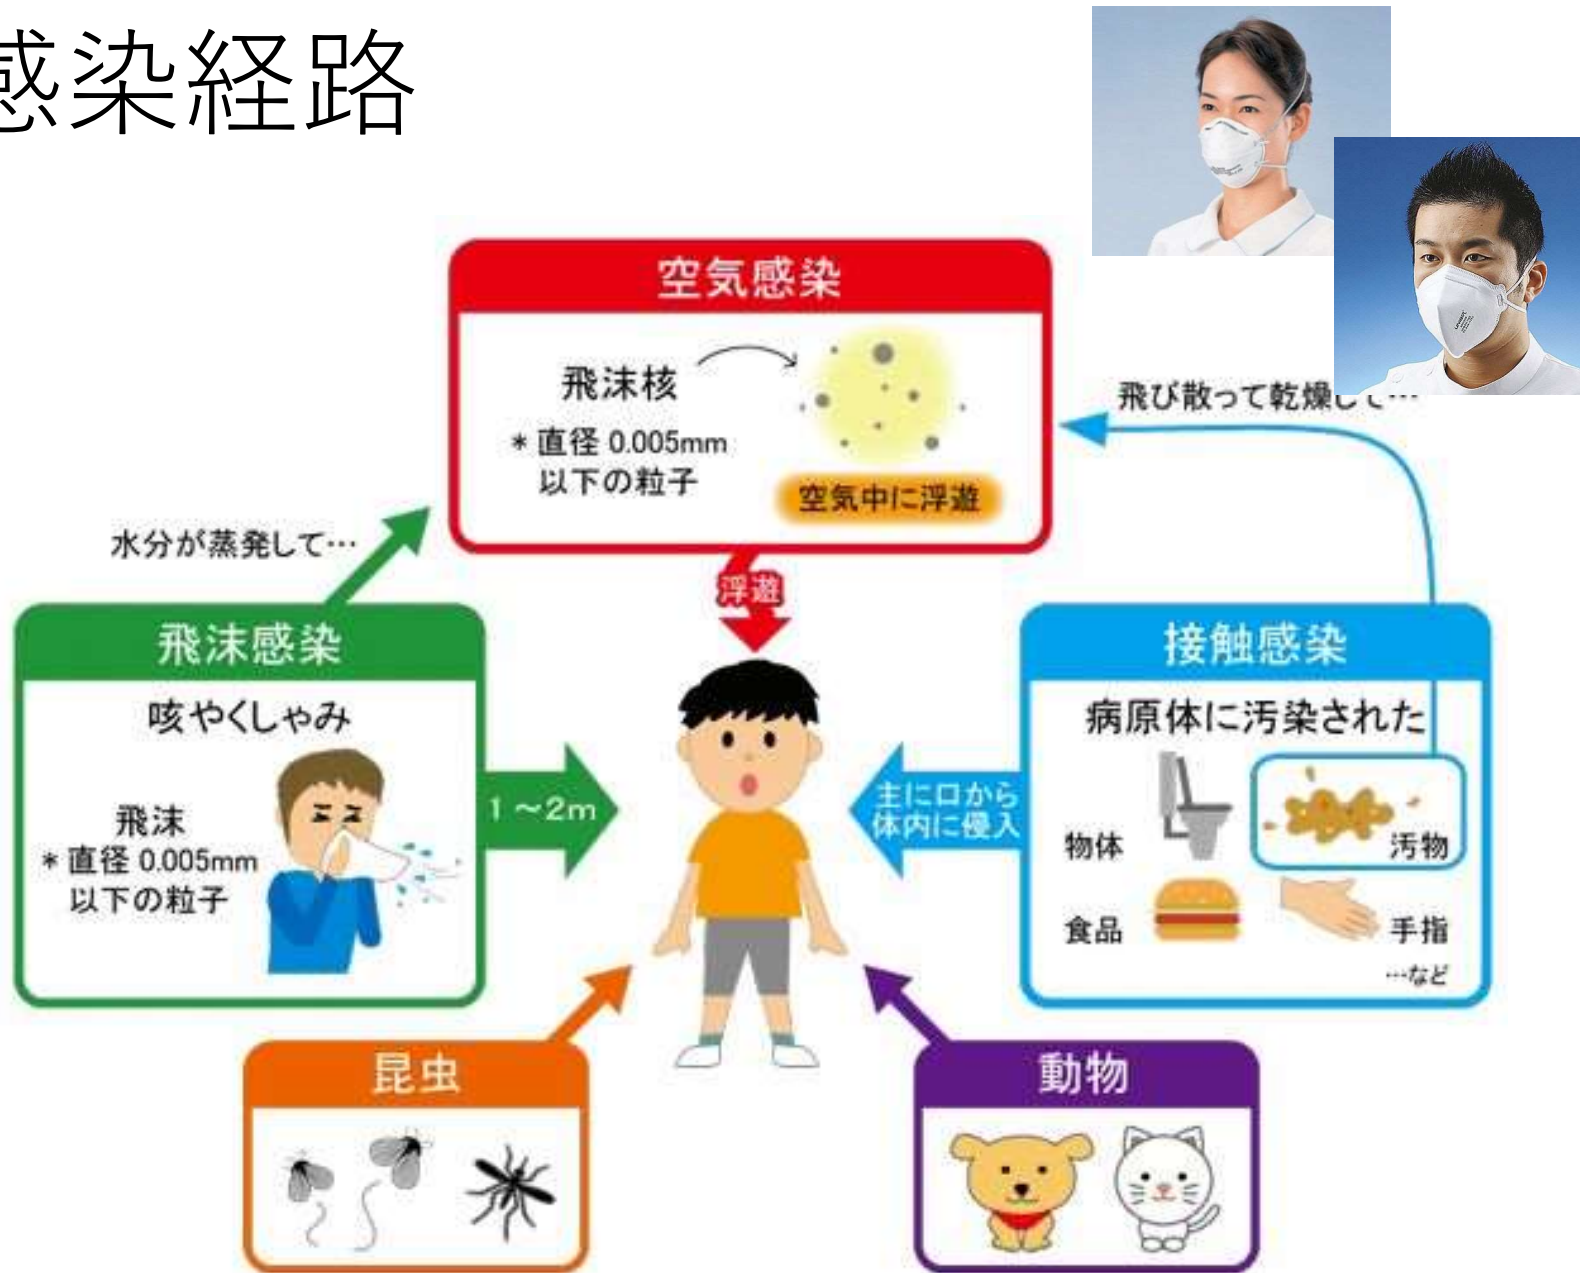 感染経路
空気感染
飛沫核
* 直径 0.005mm
以下の粒子
空気中に浮遊
飛び散って乾燥して…
水分が蒸発して…
浮遊
飛沫感染
咳やくしゃみ
飛沫
* 直径 0.005mm
以下の粒子
1～2m
接触感染
病原体に汚染された
物体
汚物
食品
手指
…など
主に口から
体内に侵入
昆虫
動物